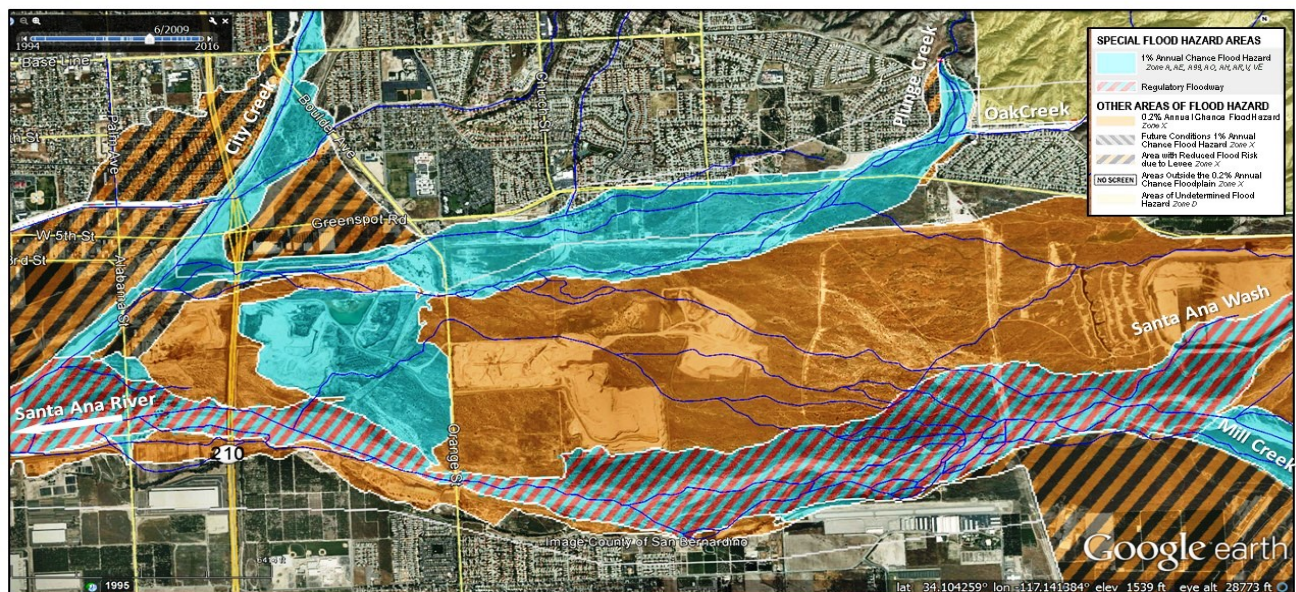 6/2009
1994
2016
Base Line
City Creek
Boulder Ave
Church St
Plunge Creek
OakCreek
Palm Ave
Greenspot Rd
W 5th St
3rd St
Alabama St
Santa Ana Wash
Santa Ana River
210
Orange St
Mill Creek
Image County of San Bernardino
Google earth
1995
lat 34.104259° lon -117.141384° elev 1539 ft eye alt 28773 ft
N
SPECIAL FLOOD HAZARD AREAS
1% Annual Chance Flood Hazard
Zone A, AE, A99, AO, AH, AR, V, VE
Regulatory Floodway
OTHER AREAS OF FLOOD HAZARD
0.2% Annual Chance Flood Hazard
Zone X
Future Conditions 1% Annual
Chance Flood Hazard Zone X
Area with Reduced Flood Risk
due to Levee Zone X
NO SCREEN
Areas Outside the 0.2% Annual
Chance Floodplain Zone X
Areas of Undetermined Flood
Hazard Zone D